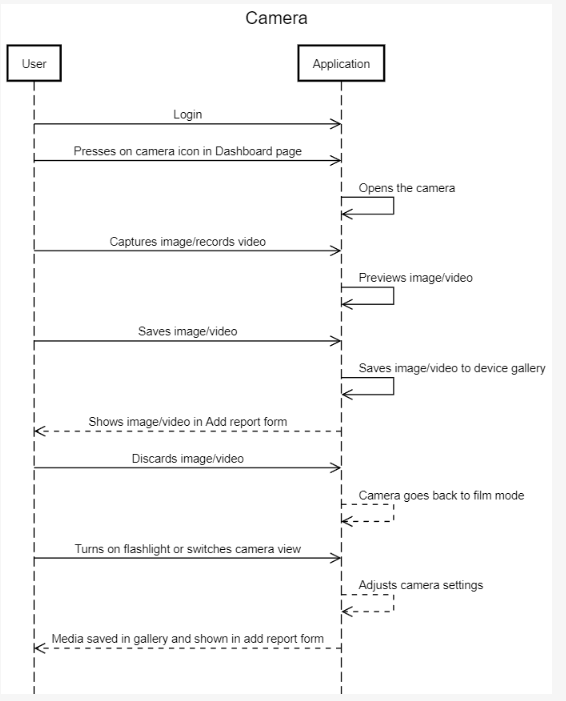 Camera
User
Application
Login
Presses on camera icon in Dashboard page
Opens the camera
Captures image/records video
Previews image/video
Saves image/video
Saves image/video to device gallery
Shows image/video in Add report form
Discards image/video
Camera goes back to film mode
Turns on flashlight or switches camera view
Adjusts camera settings
Media saved in gallery and shown in add report form